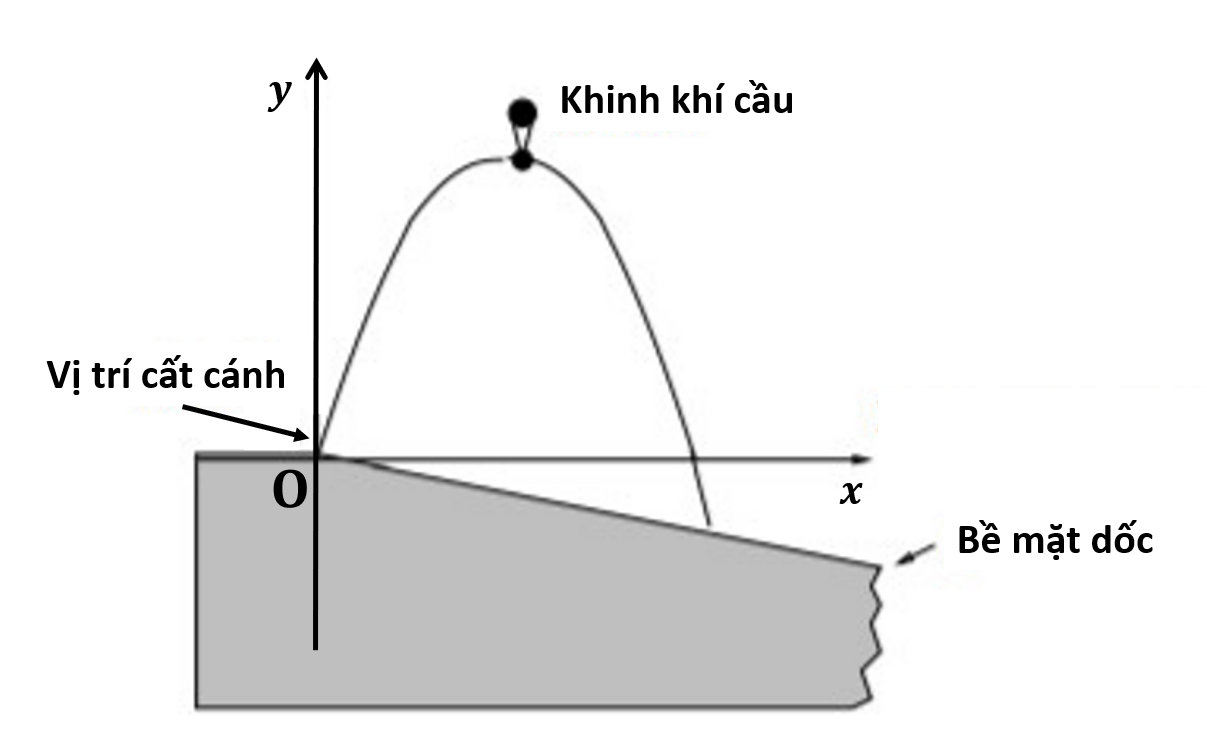 y
Khinh khí cầu
Vị trí cất cánh
O
x
Bề mặt dốc